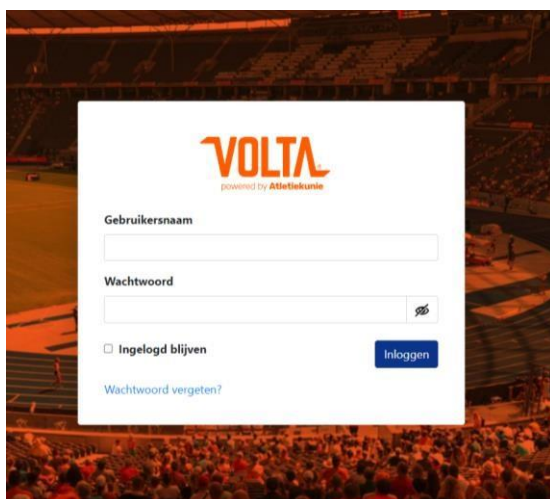 VOLTA
powered by Atletiekunie
Gebruikersnaam
Wachtwoord
Ingelogd blijven
Inloggen
Wachtwoord vergeten?